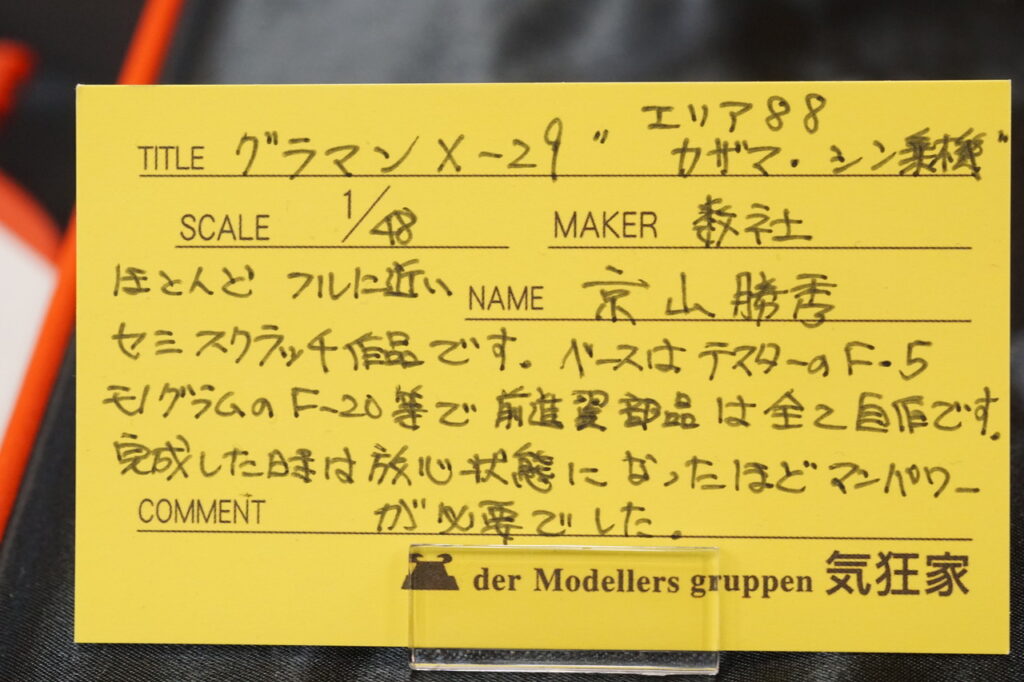 エリア88
TITLE グラマン X-29 " カザマ・シン乗機"
SCALE 1/48 MAKER 数社
ほとんど フルに近い NAME 京山勝秀
セミスクラッチ作品です。ベースはテスターのF-5
モノグラムのF-20等で前進翼部品は全て自作です。
完成した時は放心状態になったほどマンパワー
COMMENT が必要でした。
der Modellers gruppen 気狂家